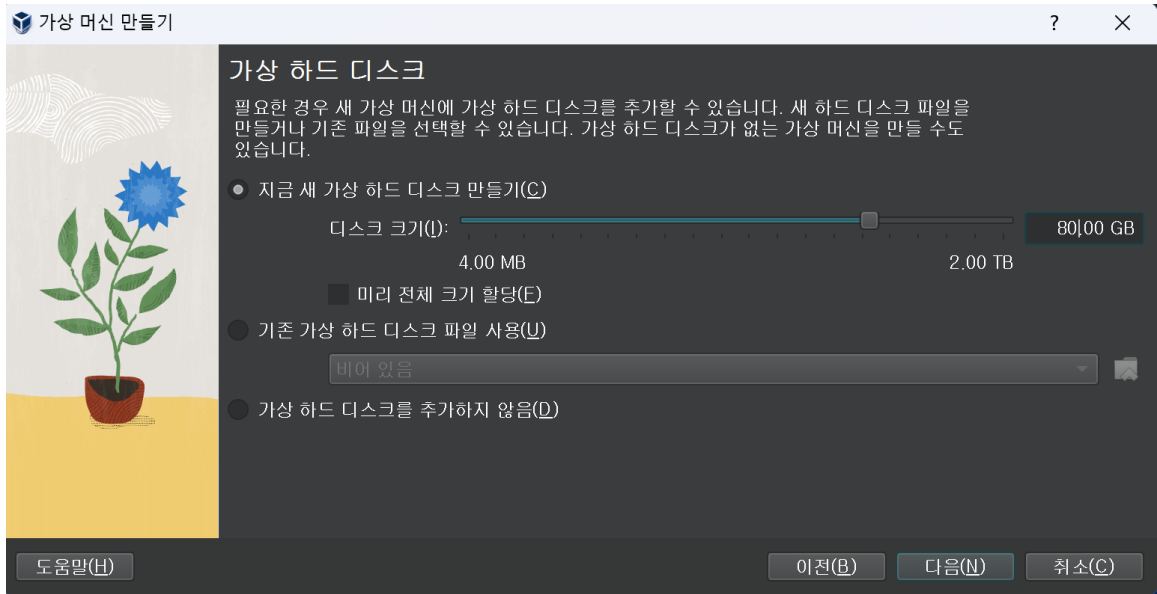 가상 머신 만들기
?
가상 하드 디스크
필요한 경우 새 가상 머신에 가상 하드 디스크를 추가할 수 있습니다. 새 하드 디스크 파일을
만들거나 기존 파일을 선택할 수 있습니다. 가상 하드 디스크가 없는 가상 머신을 만들 수도
있습니다.
지금 새 가상 하드 디스크 만들기(C)
디스크 크기(I):
80.00 GB
4.00 MB
2.00 TB
미리 전체 크기 할당(F)
기존 가상 하드 디스크 파일 사용(U)
비어 있음
가상 하드 디스크를 추가하지 않음(D)
도움말(H)
이전(B)
다음(N)
취소(C)